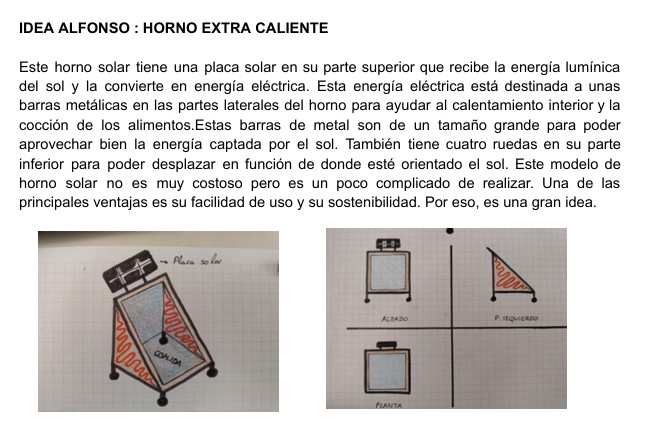 IDEA ALFONSO : HORNO EXTRA CALIENTE
Este horno solar tiene una placa solar en su parte superior que recibe la energía lumínica
del sol y la convierte en energía eléctrica. Esta energía eléctrica está destinada a unas
barras metálicas en las partes laterales del horno para ayudar al calentamiento interior y la
cocción de los alimentos.Estas barras de metal son de un tamaño grande para poder
aprovechar bien la energía captada por el sol. También tiene cuatro ruedas en su parte
inferior para poder desplazar en función de donde esté orientado el sol. Este modelo de
horno solar no es muy costoso pero es un poco complicado de realizar. Una de las
principales ventajas es su facilidad de uso y su sostenibilidad. Por eso, es una gran idea.
Placa solar
COMIDA
ALZADO
P. IZQUIERDO
PLANTA